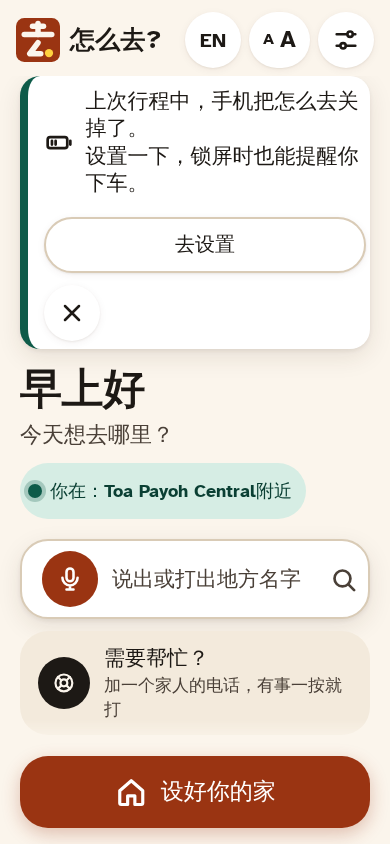 去
怎么去?
EN
A A
上次行程中，手机把怎么去关
掉了。
设置一下，锁屏时也能提醒你
下车。
去设置
早上好
今天想去哪里？
你在：Toa Payoh Central附近
说出或打出地方名字
需要帮忙？
加一个家人的电话，有事一按就
打
设好你的家